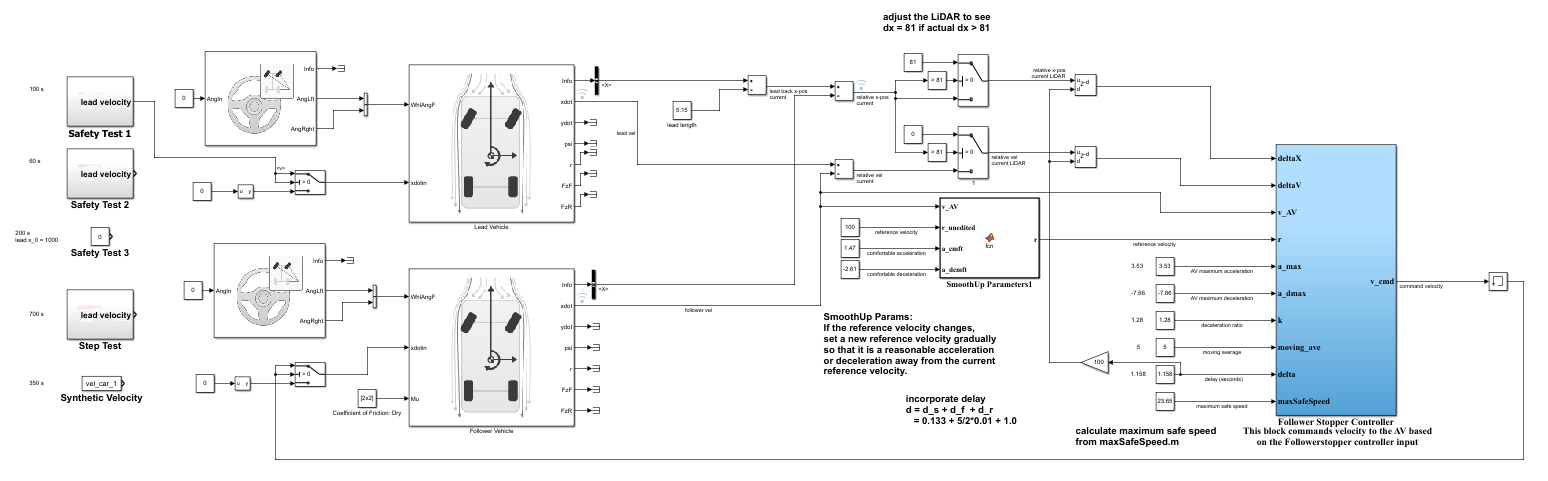 adjust the LiDAR to see
dx = 81 if actual dx > 81
100 s
lead velocity
Safety Test 1
60 s
lead velocity
Safety Test 2
200 s
lead x_0 = 1000
0
Safety Test 3
700 s
lead velocity
Step Test
350 s
vel_car_1
Synthetic Velocity
0
AngIn
Info
AngLft
AngRght
0
u y
> 0
WhlAngF
xdotin
Info
xdot
ydot
psi
r
FzF
FzR
Lead Vehicle
<X>
lead vel
0
AngIn
Info
AngLft
AngRght
0
u y
> 0
[2x2]
Coefficient of Friction: Dry
WhlAngF
xdotin
Mu
Info
xdot
ydot
psi
r
FzF
FzR
Follower Vehicle
<X>
follower vel
5.15
lead length
lead back x-pos
current
relative x-pos
current
81
> 81
> 0
relative x-pos
current LiDAR
0
> 81
> 0
relative vel
current LiDAR
1
relative vel
current
100
reference velocity
1.47
comfortable acceleration
-2.61
comfortable deceleration
v_AV
r_unedited
a_cmft
a_dcmft
fcn
r
SmoothUp Parameters1
SmoothUp Params:
If the reference velocity changes,
set a new reference velocity gradually
so that it is a reasonable acceleration
or deceleration away from the current
reference velocity.
incorporate delay
d = d_s + d_f + d_r
= 0.133 + 5/2*0.01 + 1.0
reference velocity
3.53
3.53
AV maximum acceleration
-7.66
-7.66
AV maximum deceleration
1.28
1.28
deceleration ratio
5
5
moving average
100
1.158
1.158
delay (seconds)
23.65
maximum safe speed
calculate maximum safe speed
from maxSafeSpeed.m
deltaX
deltaV
v_AV
r
a_max
a_dmax
k
moving_ave
delta
maxSafeSpeed
v_cmd
command velocity
Follower Stopper Controller
This block commands velocity to the AV based
on the Followerstopper controller input